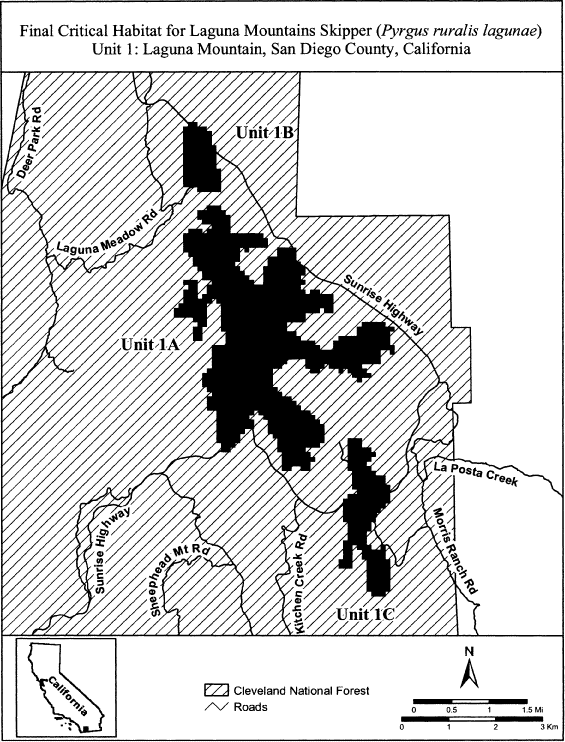 Final Critical Habitat for Laguna Mountains Skipper (Pyrgus ruralis lagunae)
Unit 1: Laguna Mountain, San Diego County, California
Deer Park Rd
Unit 1B
Laguna Meadow Rd
Sunrise Highway
Unit 1A
La Posta Creek
Sunrise Highway
Sheephead Mt Rd
Kitchen Creek Rd
Morris Ranch Rd
Unit 1C
California
Cleveland National Forest
Roads
N
0 0.5 1 1.5 Mi
0 1 2 3 Km